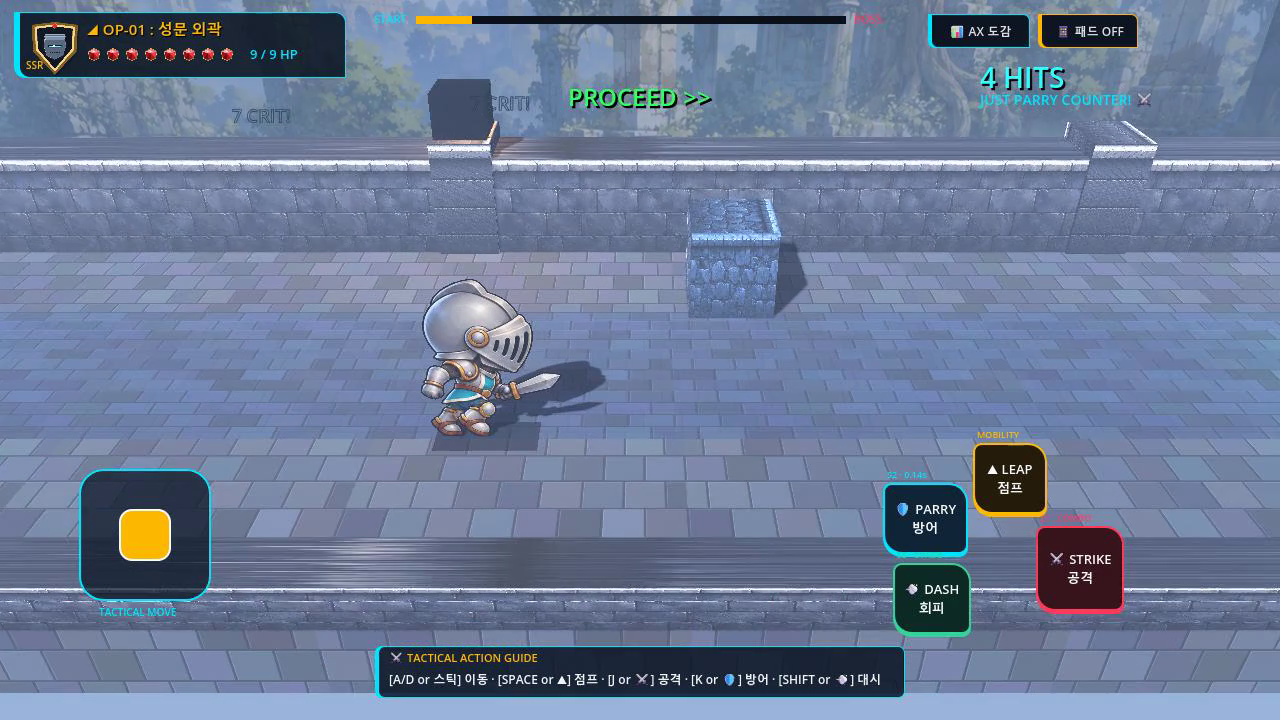 ◢ OP-01 : 성문 외곽
SSR
9 / 9 HP
START
BOSS
AX 도감
패드 OFF
7 CRIT!
7 CRIT!
PROCEED >>
4 HITS
JUST PARRY COUNTER! ⚔
MOBILITY
▲ LEAP
점프
S2 · 0.14s
PARRY
방어
STRIKE
공격
DASH
회피
TACTICAL MOVE
⚔ TACTICAL ACTION GUIDE
[A/D or 스틱] 이동 · [SPACE or ▲] 점프 · [J or ⚔] 공격 · [K or 🛡] 방어 · [SHIFT or 💨] 대시